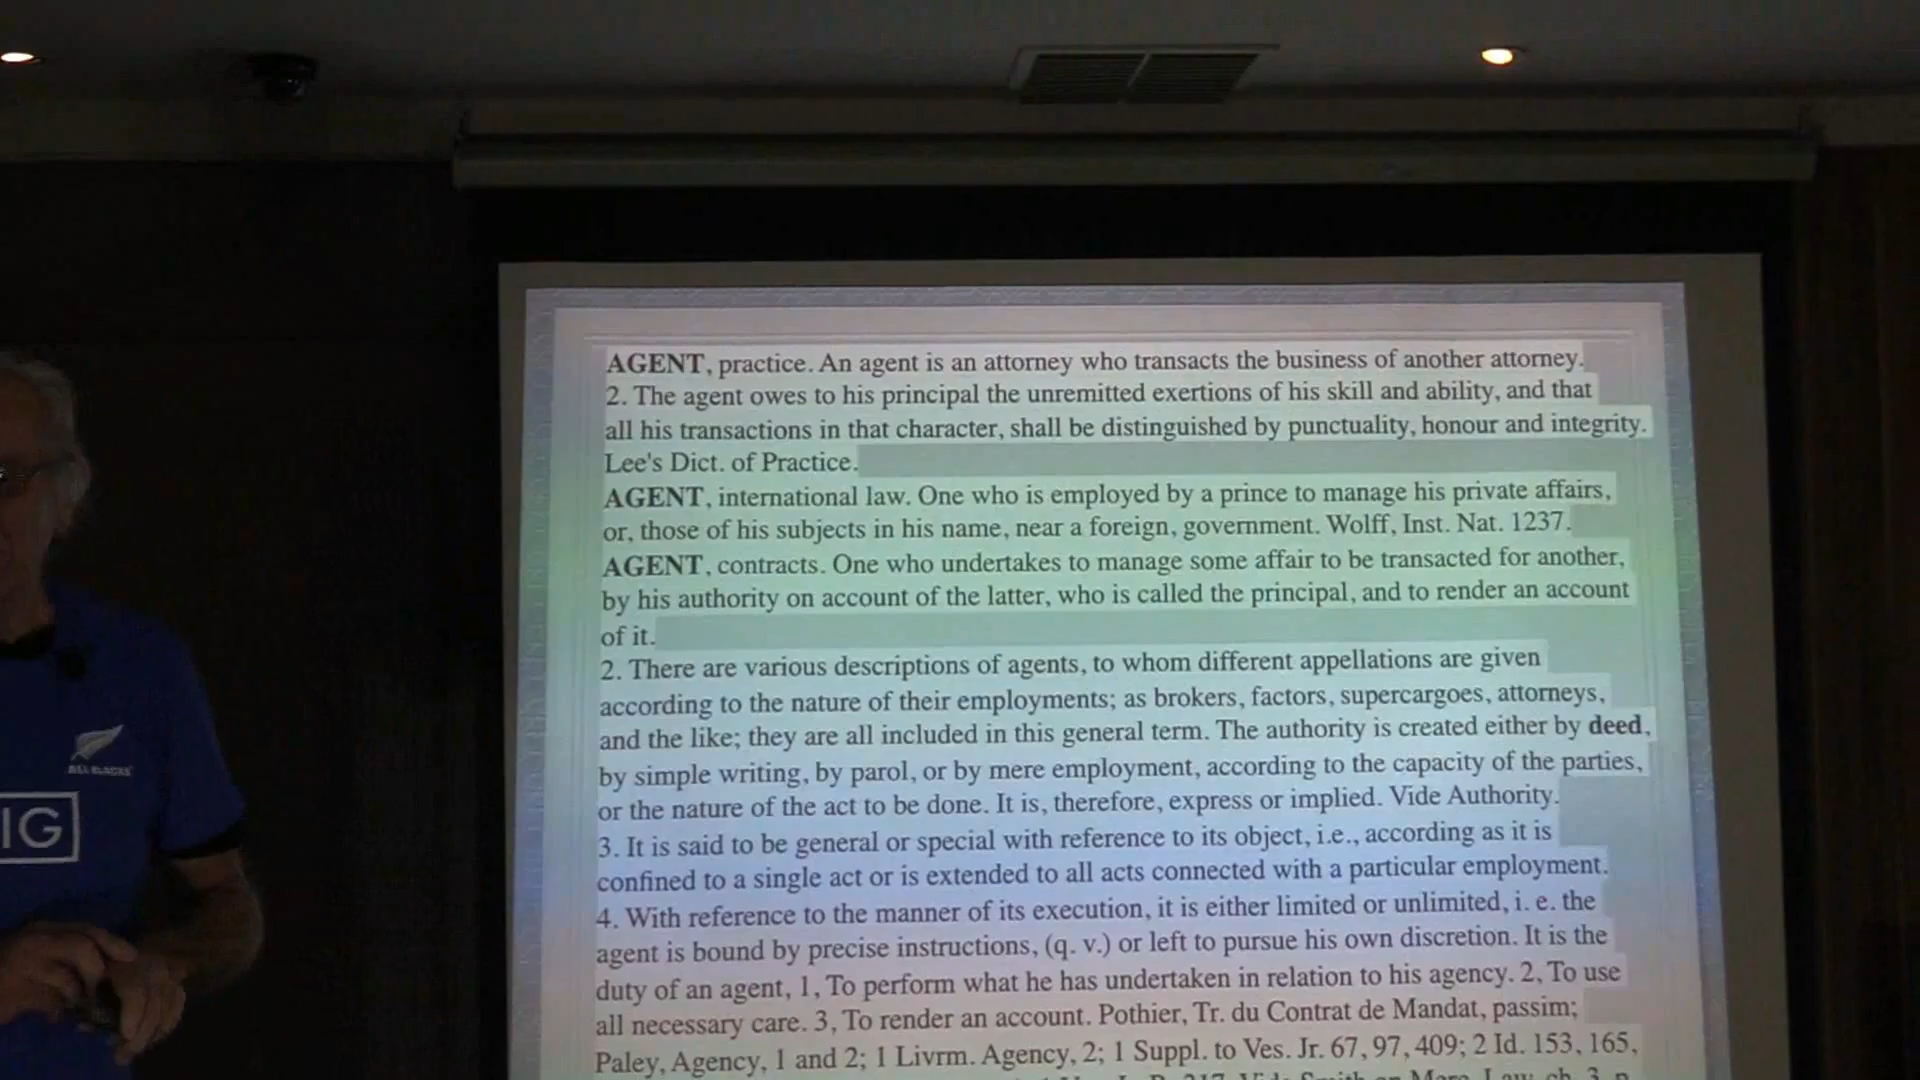 AGENT, practice. An agent is an attorney who transacts the business of another attorney.
2. The agent owes to his principal the unremitted exertions of his skill and ability, and that
all his transactions in that character, shall be distinguished by punctuality, honour and integrity.
Lee's Dict. of Practice.
AGENT, international law. One who is employed by a prince to manage his private affairs,
or, those of his subjects in his name, near a foreign, government. Wolff, Inst. Nat. 1237.
AGENT, contracts. One who undertakes to manage some affair to be transacted for another,
by his authority on account of the latter, who is called the principal, and to render an account
of it.
2. There are various descriptions of agents, to whom different appellations are given
according to the nature of their employments; as brokers, factors, supercargoes, attorneys,
and the like; they are all included in this general term. The authority is created either by deed,
by simple writing, by parol, or by mere employment, according to the capacity of the parties,
or the nature of the act to be done. It is, therefore, express or implied. Vide Authority.
3. It is said to be general or special with reference to its object, i.e., according as it is
confined to a single act or is extended to all acts connected with a particular employment.
4. With reference to the manner of its execution, it is either limited or unlimited, i. e. the
agent is bound by precise instructions, (q. v.) or left to pursue his own discretion. It is the
duty of an agent, 1, To perform what he has undertaken in relation to his agency. 2, To use
all necessary care. 3, To render an account. Pothier, Tr. du Contrat de Mandat, passim;
Paley, Agency, 1 and 2; 1 Livrm. Agency, 2; 1 Suppl. to Ves. Jr. 67, 97, 409; 2 Id. 153, 165,
IG